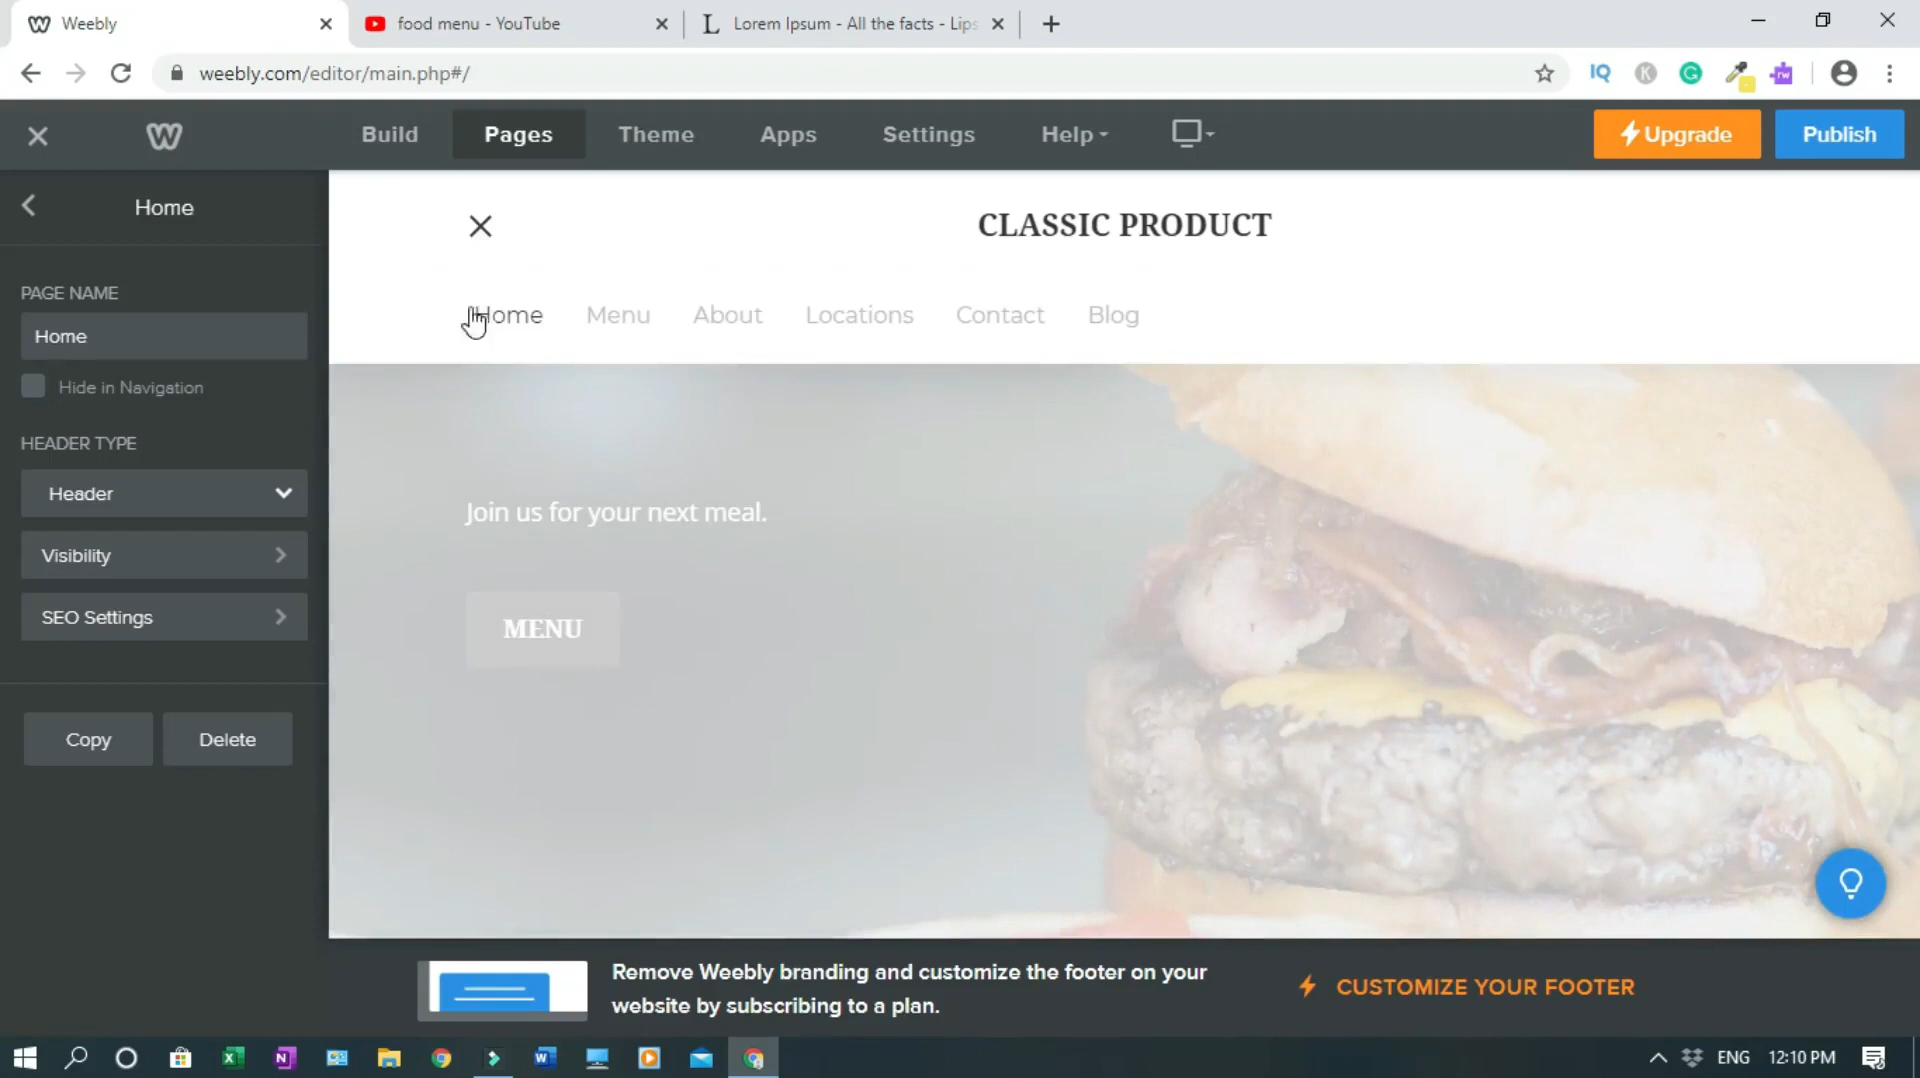 Weebly
food menu - YouTube
Lorem Ipsum - All the facts - Lips
weebly.com/editor/main.php#/
Build Pages Theme Apps Settings Help
Upgrade
Publish
Home
PAGE NAME
Home
Hide in Navigation
HEADER TYPE
Header
Visibility
SEO Settings
Copy
Delete
CLASSIC PRODUCT
Home Menu About Locations Contact Blog
Join us for your next meal.
MENU
Remove Weebly branding and customize the footer on your
website by subscribing to a plan.
CUSTOMIZE YOUR FOOTER
ENG 12:10 PM